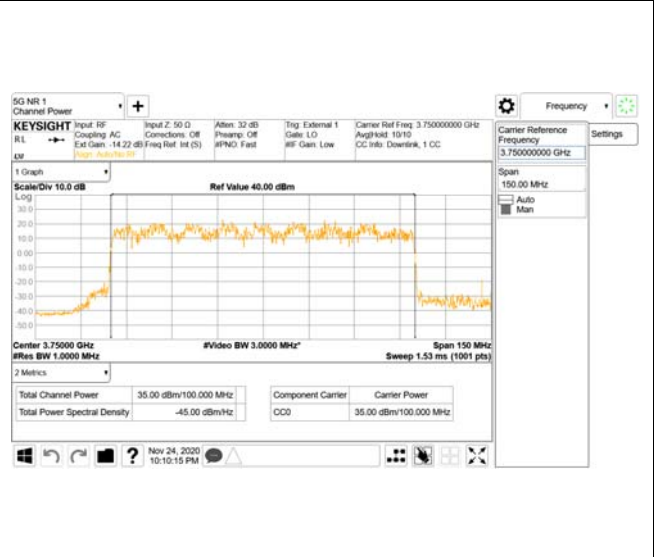 5G NR 1
Channel Power
Frequency
KEYSIGHT
RL
LM
Input: RF
Coupling: AC
Ext Gain: -14.22 dB
Align: Auto/No RF
Input Z: 50 Ω
Corrections: Off
Freq Ref: Int (S)
Atten: 32 dB
Preamp: Off
#PNO: Fast
Trig: External 1
Gate: LO
#IF Gain: Low
Carrier Ref Freq: 3.750000000 GHz
Avg|Hold: 10/10
CC Info: Downlink, 1 CC
Carrier Reference
Frequency
3.750000000 GHz
Settings
Span
150.00 MHz
Auto
Man
1 Graph
Scale/Div 10.0 dB
Ref Value 40.00 dBm
Log
30.0
20.0
10.0
0.00
-10.0
-20.0
-30.0
-40.0
-50.0
Center 3.75000 GHz
#Video BW 3.0000 MHz*
Span 150 MHz
#Res BW 1.0000 MHz
Sweep 1.53 ms (1001 pts)
2 Metrics
Total Channel Power 35.00 dBm/100.000 MHz
Total Power Spectral Density -45.00 dBm/Hz
Component Carrier Carrier Power
CC0 35.00 dBm/100.000 MHz
?
Nov 24, 2020
10:10:15 PM